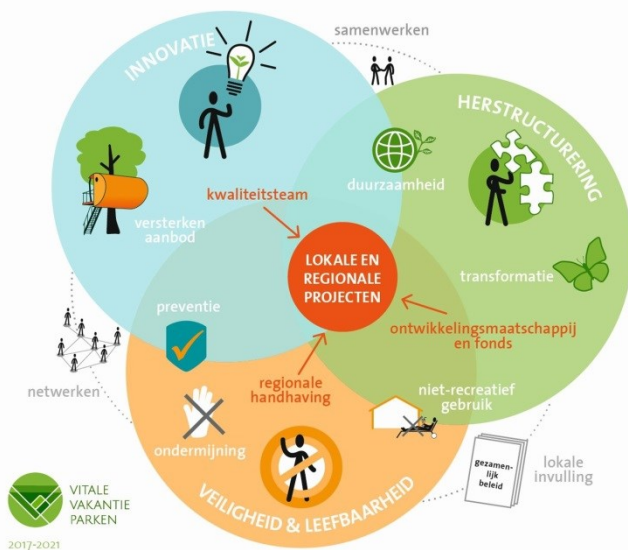 samenwerken
INNOVATIE
HERSTRUCTURERING
duurzaamheid
kwaliteitsteam
versterken
aanbod
LOKALE EN
REGIONALE
PROJECTEN
transformatie
preventie
ontwikkelingsmaatschappij
en fonds
netwerken
regionale
handhaving
niet-recreatief
gebruik
ondermijning
gezamen-
lijk
beleid
lokale
invulling
VEILIGHEID & LEEFBAARHEID
VITALE
VAKANTIE
PARKEN
2017-2021